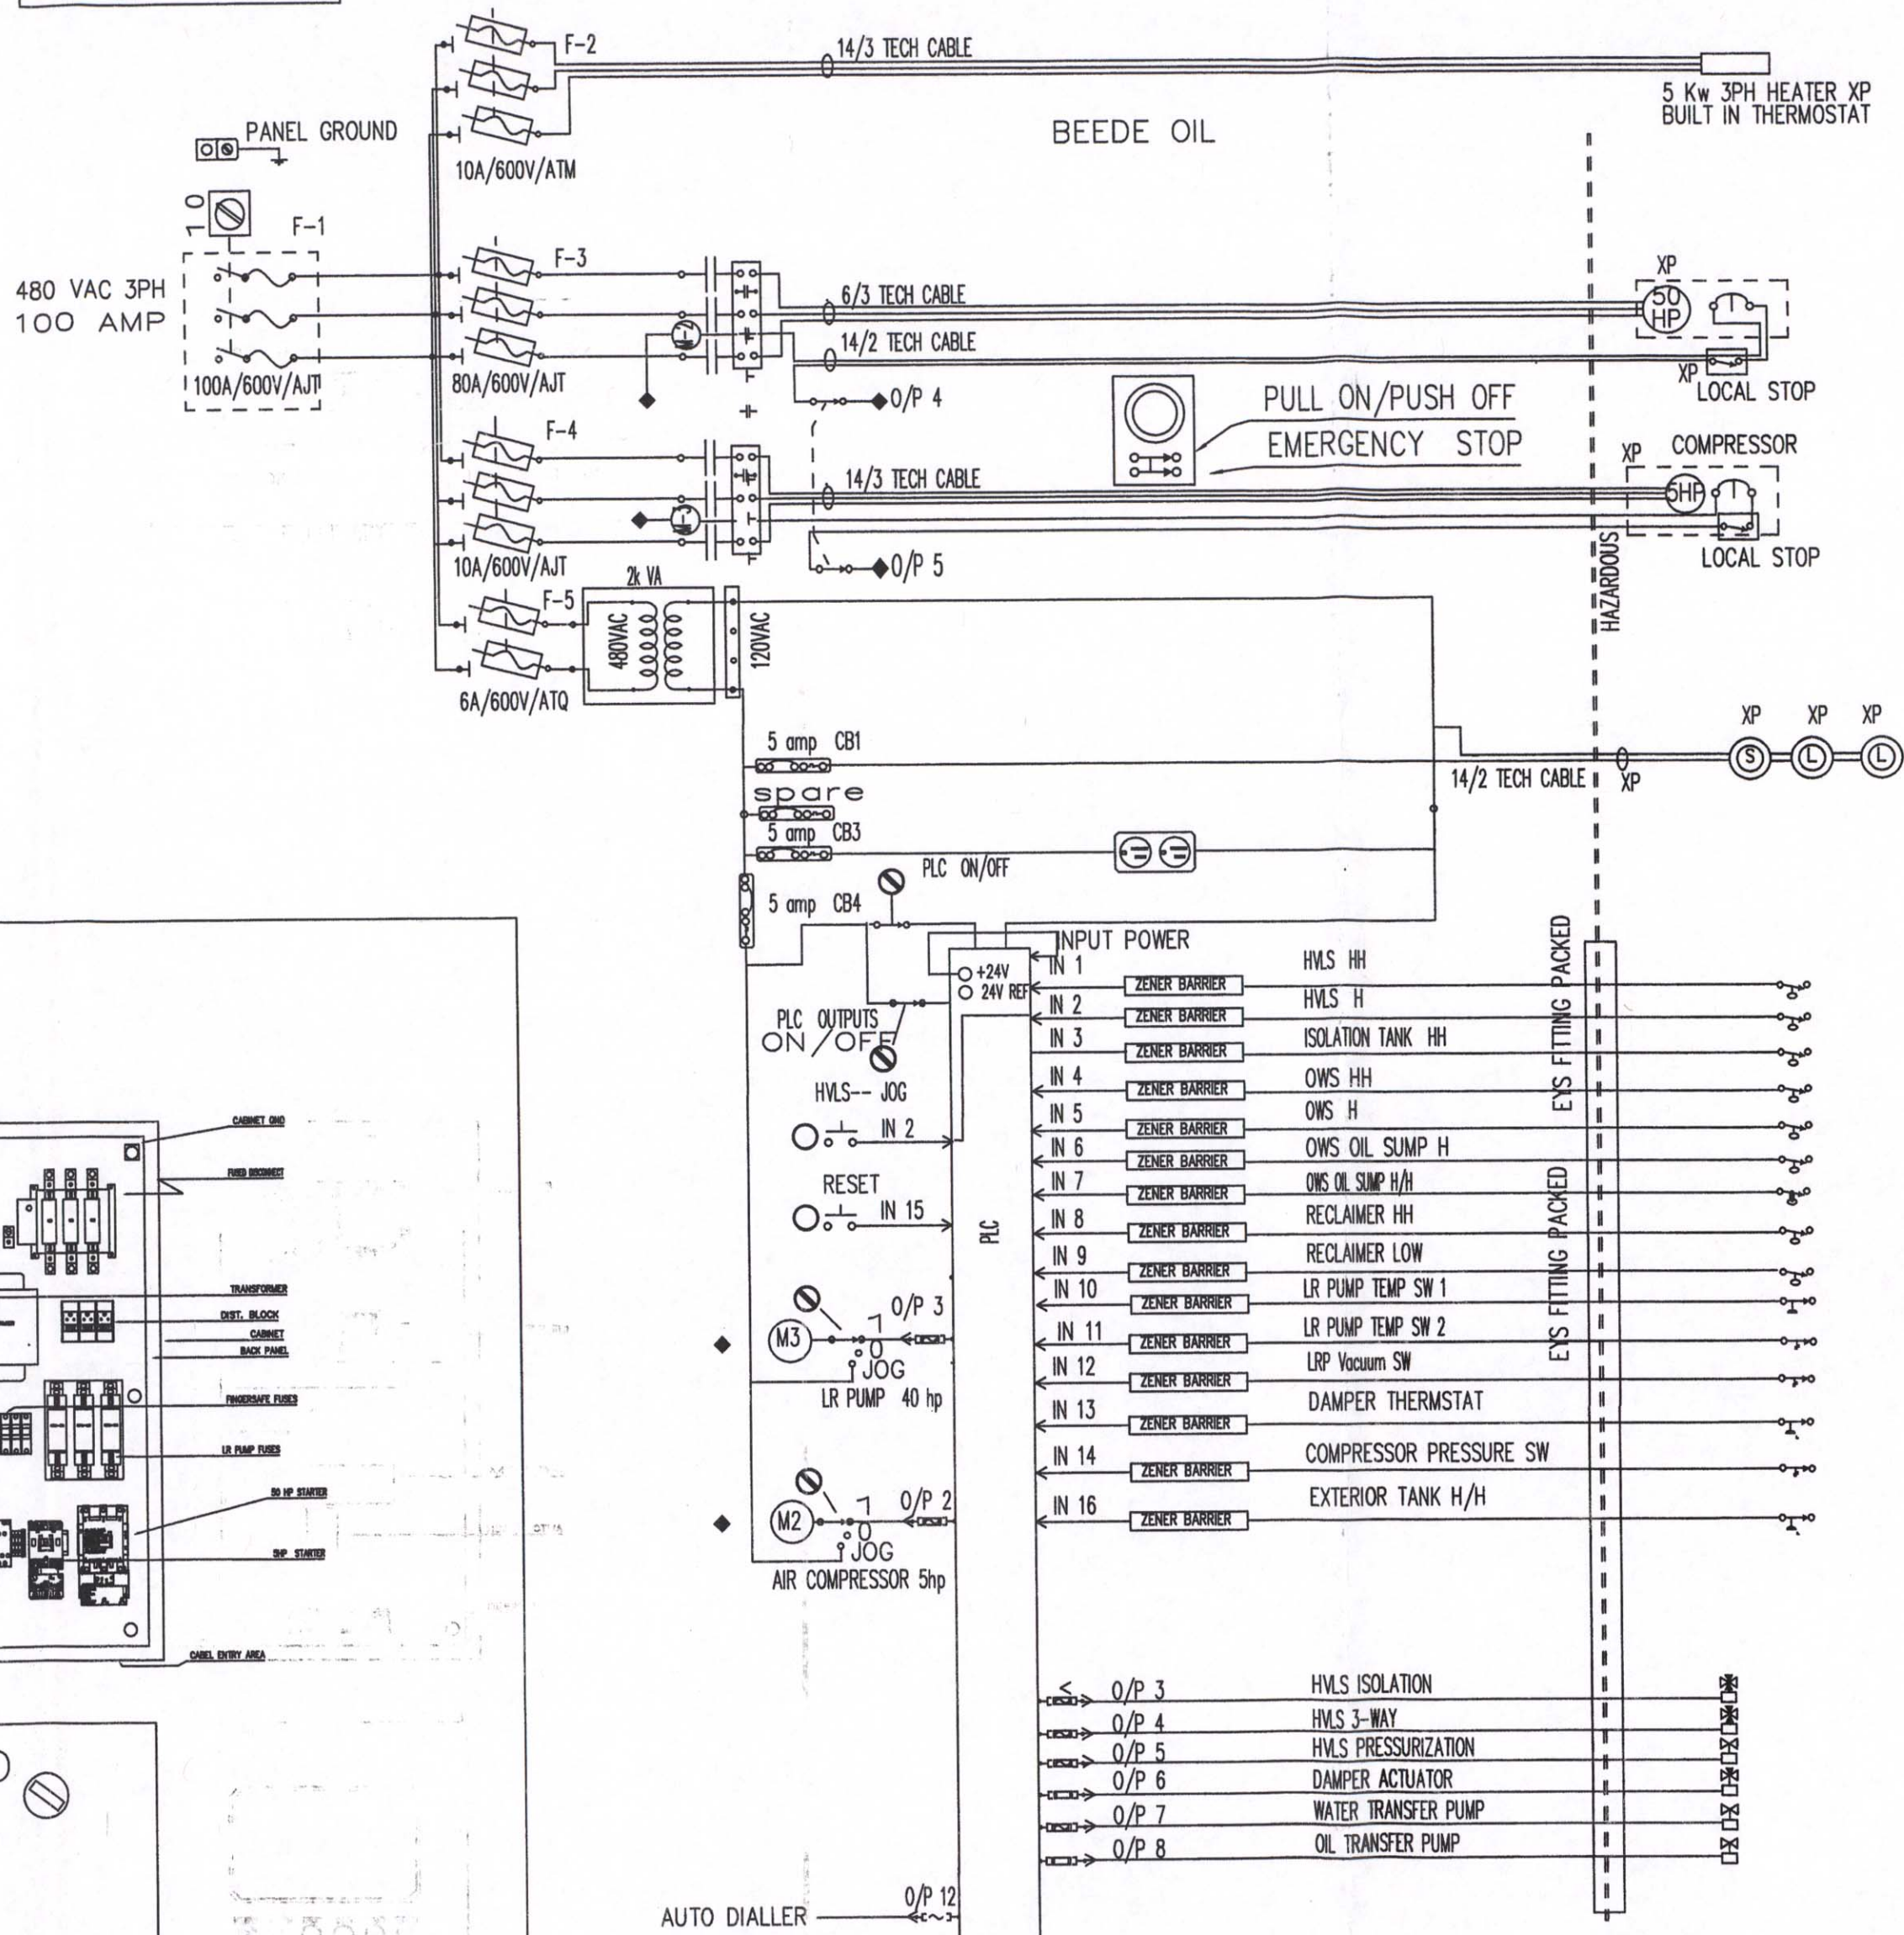 F-2
14/3 TECH CABLE
5 Kw 3PH HEATER XP
BUILT IN THERMOSTAT
PANEL GROUND
BEEDE OIL
10A/600V/ATM
1 0
F-1
F-3
480 VAC 3PH
100 AMP
100A/600V/AJT
80A/600V/AJT
6/3 TECH CABLE
14/2 TECH CABLE
XP
50
HP
XP
LOCAL STOP
O/P 4
PULL ON/PUSH OFF
EMERGENCY STOP
F-4
14/3 TECH CABLE
XP
COMPRESSOR
5HP
LOCAL STOP
10A/600V/AJT
O/P 5
HAZARDOUS
2k VA
F-5
480VAC
120VAC
6A/600V/ATQ
5 amp CB1
XP XP XP
S L L
14/2 TECH CABLE
XP
spare
5 amp CB3
PLC ON/OFF
5 amp CB4
INPUT POWER
+24V
24V REF
PLC OUTPUTS
ON/OFF
HVLS-- JOG
IN 2
RESET
IN 15
PLC
IN 1 ZENER BARRIER HVLS HH
IN 2 ZENER BARRIER HVLS H
IN 3 ZENER BARRIER ISOLATION TANK HH
IN 4 ZENER BARRIER OWS HH
IN 5 ZENER BARRIER OWS H
IN 6 ZENER BARRIER OWS OIL SUMP H
IN 7 ZENER BARRIER OWS OIL SUMP H/H
IN 8 ZENER BARRIER RECLAIMER HH
IN 9 ZENER BARRIER RECLAIMER LOW
IN 10 ZENER BARRIER LR PUMP TEMP SW 1
IN 11 ZENER BARRIER LR PUMP TEMP SW 2
IN 12 ZENER BARRIER LRP Vacuum SW
IN 13 ZENER BARRIER DAMPER THERMSTAT
IN 14 ZENER BARRIER COMPRESSOR PRESSURE SW
IN 16 ZENER BARRIER EXTERIOR TANK H/H
EYS FITTING PACKED
EYS FITTING PACKED
M3
O/P 3
1
0
JOG
LR PUMP 40 hp
M2
O/P 2
1
0
JOG
AIR COMPRESSOR 5hp
CABINET GND
FUSED DISCONNECT
TRANSFORMER
DIST. BLOCK
CABINET
BACK PANEL
FINGERSAFE FUSES
LR PUMP FUSES
50 HP STARTER
5HP STARTER
CABEL ENTRY AREA
O/P 3 HVLS ISOLATION
O/P 4 HVLS 3-WAY
O/P 5 HVLS PRESSURIZATION
O/P 6 DAMPER ACTUATOR
O/P 7 WATER TRANSFER PUMP
O/P 8 OIL TRANSFER PUMP
O/P 12
AUTO DIALLER